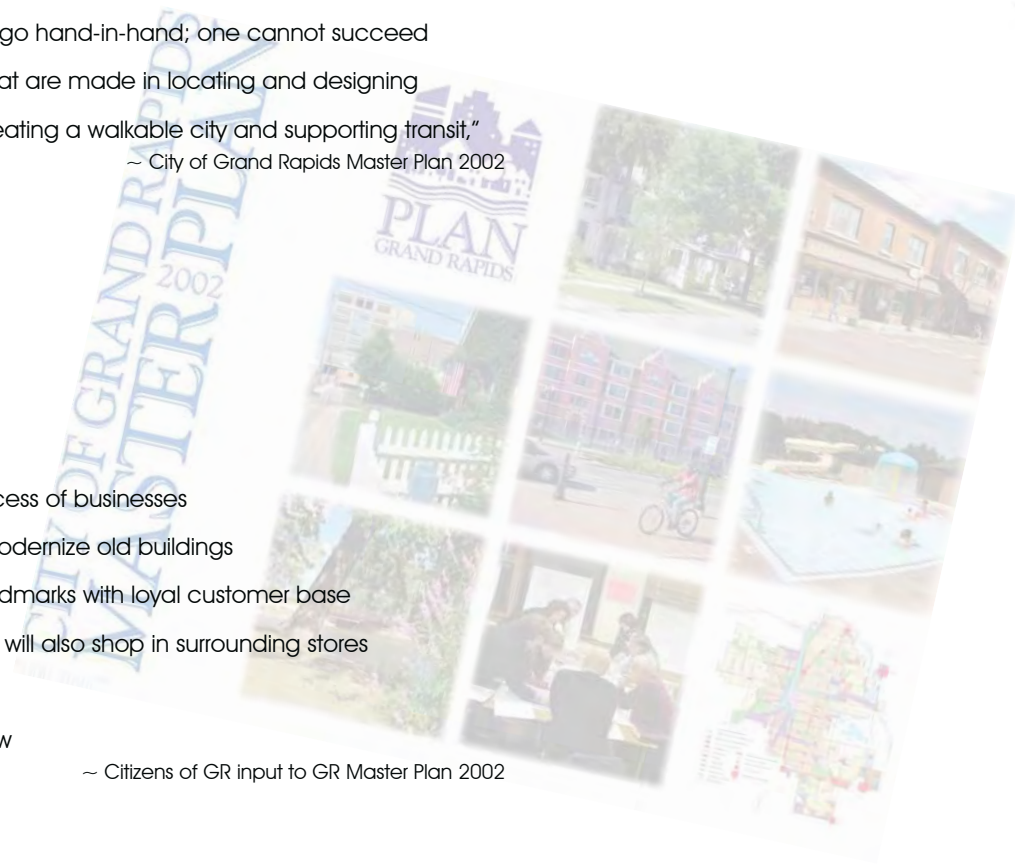 go hand-in-hand; one cannot succeed
at are made in locating and designing
eating a walkable city and supporting transit,”
~ City of Grand Rapids Master Plan 2002
CITY OF GRAND RAPIDS
MASTER PLAN
2002
PLAN
GRAND RAPIDS
cess of businesses
odernize old buildings
dmarks with loyal customer base
will also shop in surrounding stores
w
~ Citizens of GR input to GR Master Plan 2002